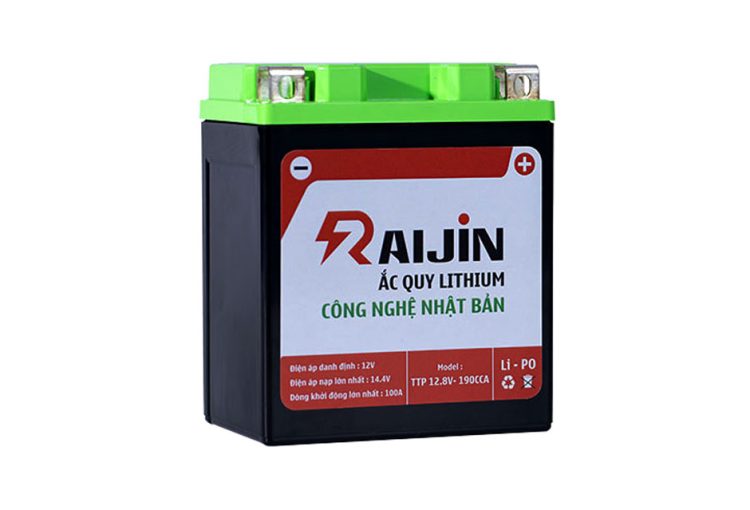 RAIJIN
ẮC QUY LITHIUM
CÔNG NGHỆ NHẬT BẢN
Điện áp danh định : 12V
Điện áp nạp lớn nhất : 14.4V
Dòng khởi động lớn nhất : 100A
Model :
TTP 12.8V- 190CCA
Li - PO